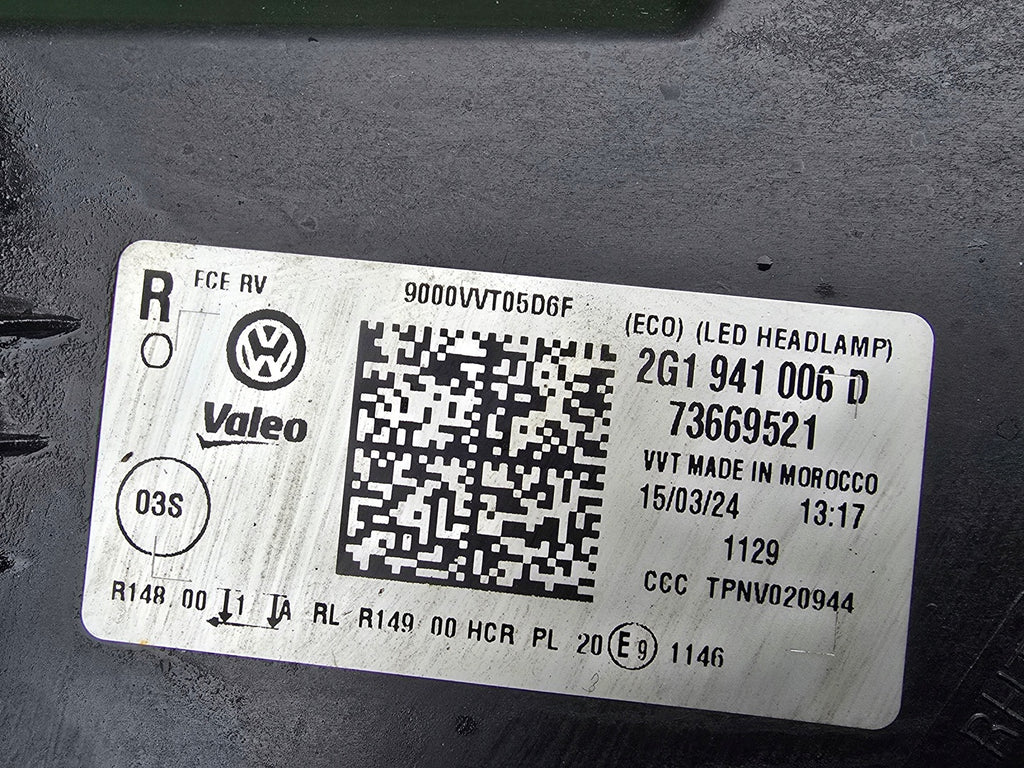 R ECE RV
9000VVT05D6F
(ECO) (LED HEADLAMP)
2G1 941 006 D
73669521
Valeo
VVT MADE IN MOROCCO
03S
15/03/24 13:17
1129
CCC TPNV020944
R148.00 1 A RL R149 00 HCR PL 20 E9 1146